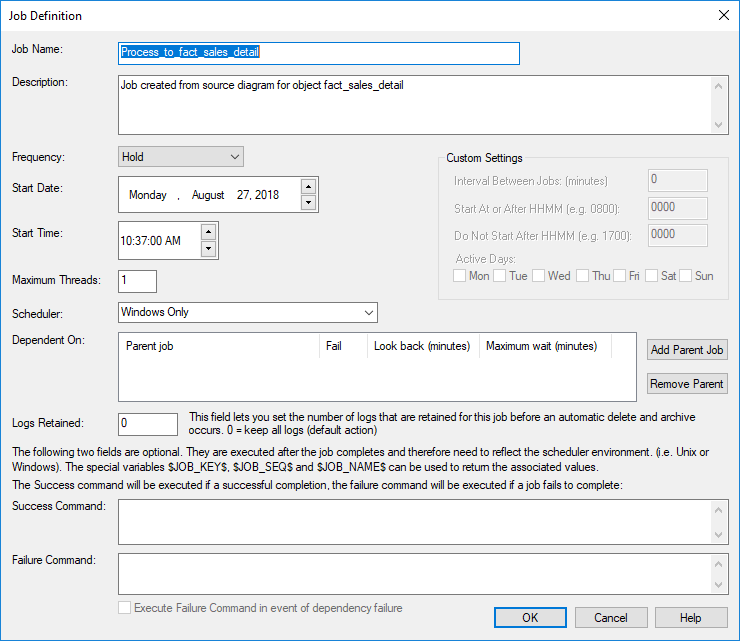 Job Definition
Job Name: Process_to_fact_sales_detail
Description: Job created from source diagram for object fact_sales_detail
Frequency: Hold
Start Date: Monday , August 27, 2018
Start Time: 10:37:00 AM
Custom Settings
Interval Between Jobs: (minutes) 0
Start At or After HHMM (e.g. 0800): 0000
Do Not Start After HHMM (e.g. 1700): 0000
Active Days:
Mon Tue Wed Thu Fri Sat Sun
Maximum Threads: 1
Scheduler: Windows Only
Dependent On: Parent job Fail Look back (minutes) Maximum wait (minutes)
Add Parent Job
Remove Parent
Logs Retained: 0
This field lets you set the number of logs that are retained for this job before an automatic delete and archive
occurs. 0 = keep all logs (default action)
The following two fields are optional. They are executed after the job completes and therefore need to reflect the scheduler environment. (i.e. Unix or
Windows). The special variables $JOB_KEY$, $JOB_SEQ$ and $JOB_NAME$ can be used to return the associated values.
The Success command will be executed if a successful completion, the failure command will be executed if a job fails to complete:
Success Command:
Failure Command:
Execute Failure Command in event of dependency failure
OK Cancel Help